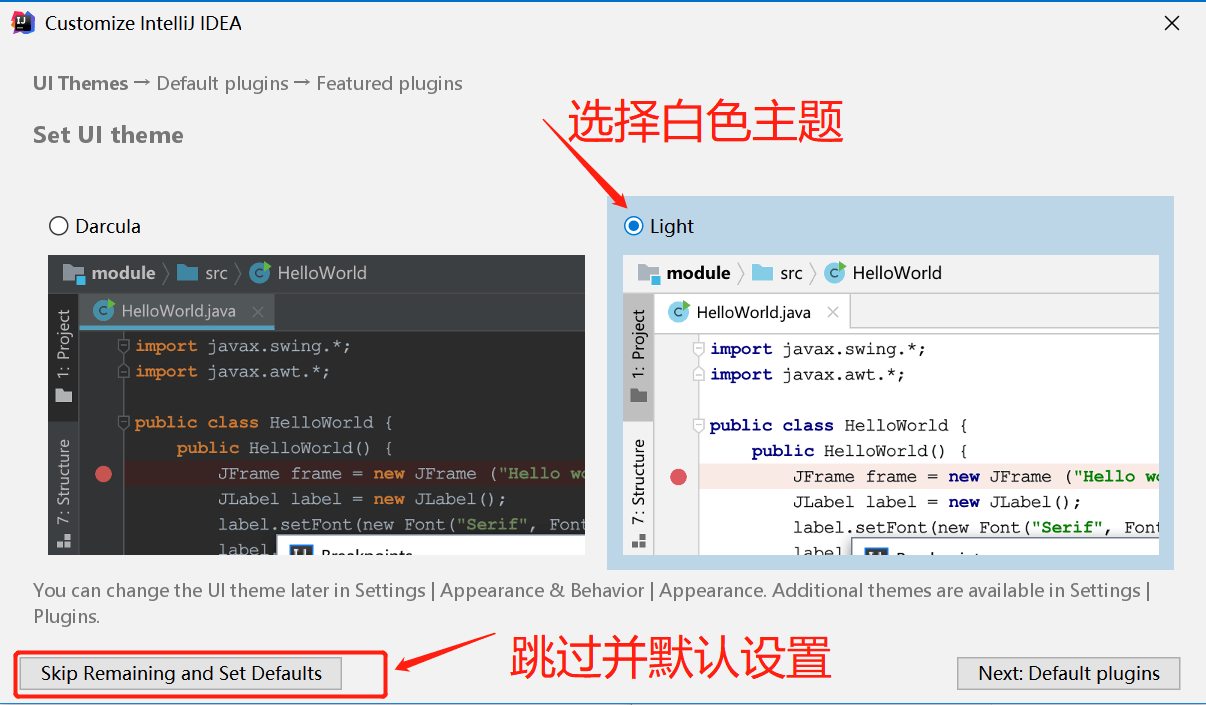 Customize IntelliJ IDEA
UI Themes → Default plugins → Featured plugins
选择白色主题
Set UI theme
Darcula
module src HelloWorld
HelloWorld.java
1: Project
7: Structure
import javax.swing.*;
import javax.awt.*;
public class HelloWorld {
public HelloWorld() {
JFrame frame = new JFrame ("Hello
JLabel label = new JLabel();
label.setFont(new Font("Serif", Font
label
Breakpoints
Light
module src HelloWorld
HelloWorld.java
1: Project
7: Structure
import javax.swing.*;
import javax.awt.*;
public class HelloWorld {
public HelloWorld() {
JFrame frame = new JFrame ("Hello
JLabel label = new JLabel();
label.setFont(new Font("Serif", Font
label
You can change the UI theme later in Settings | Appearance & Behavior | Appearance. Additional themes are available in Settings |
Plugins.
跳过并默认设置
Skip Remaining and Set Defaults
Next: Default plugins